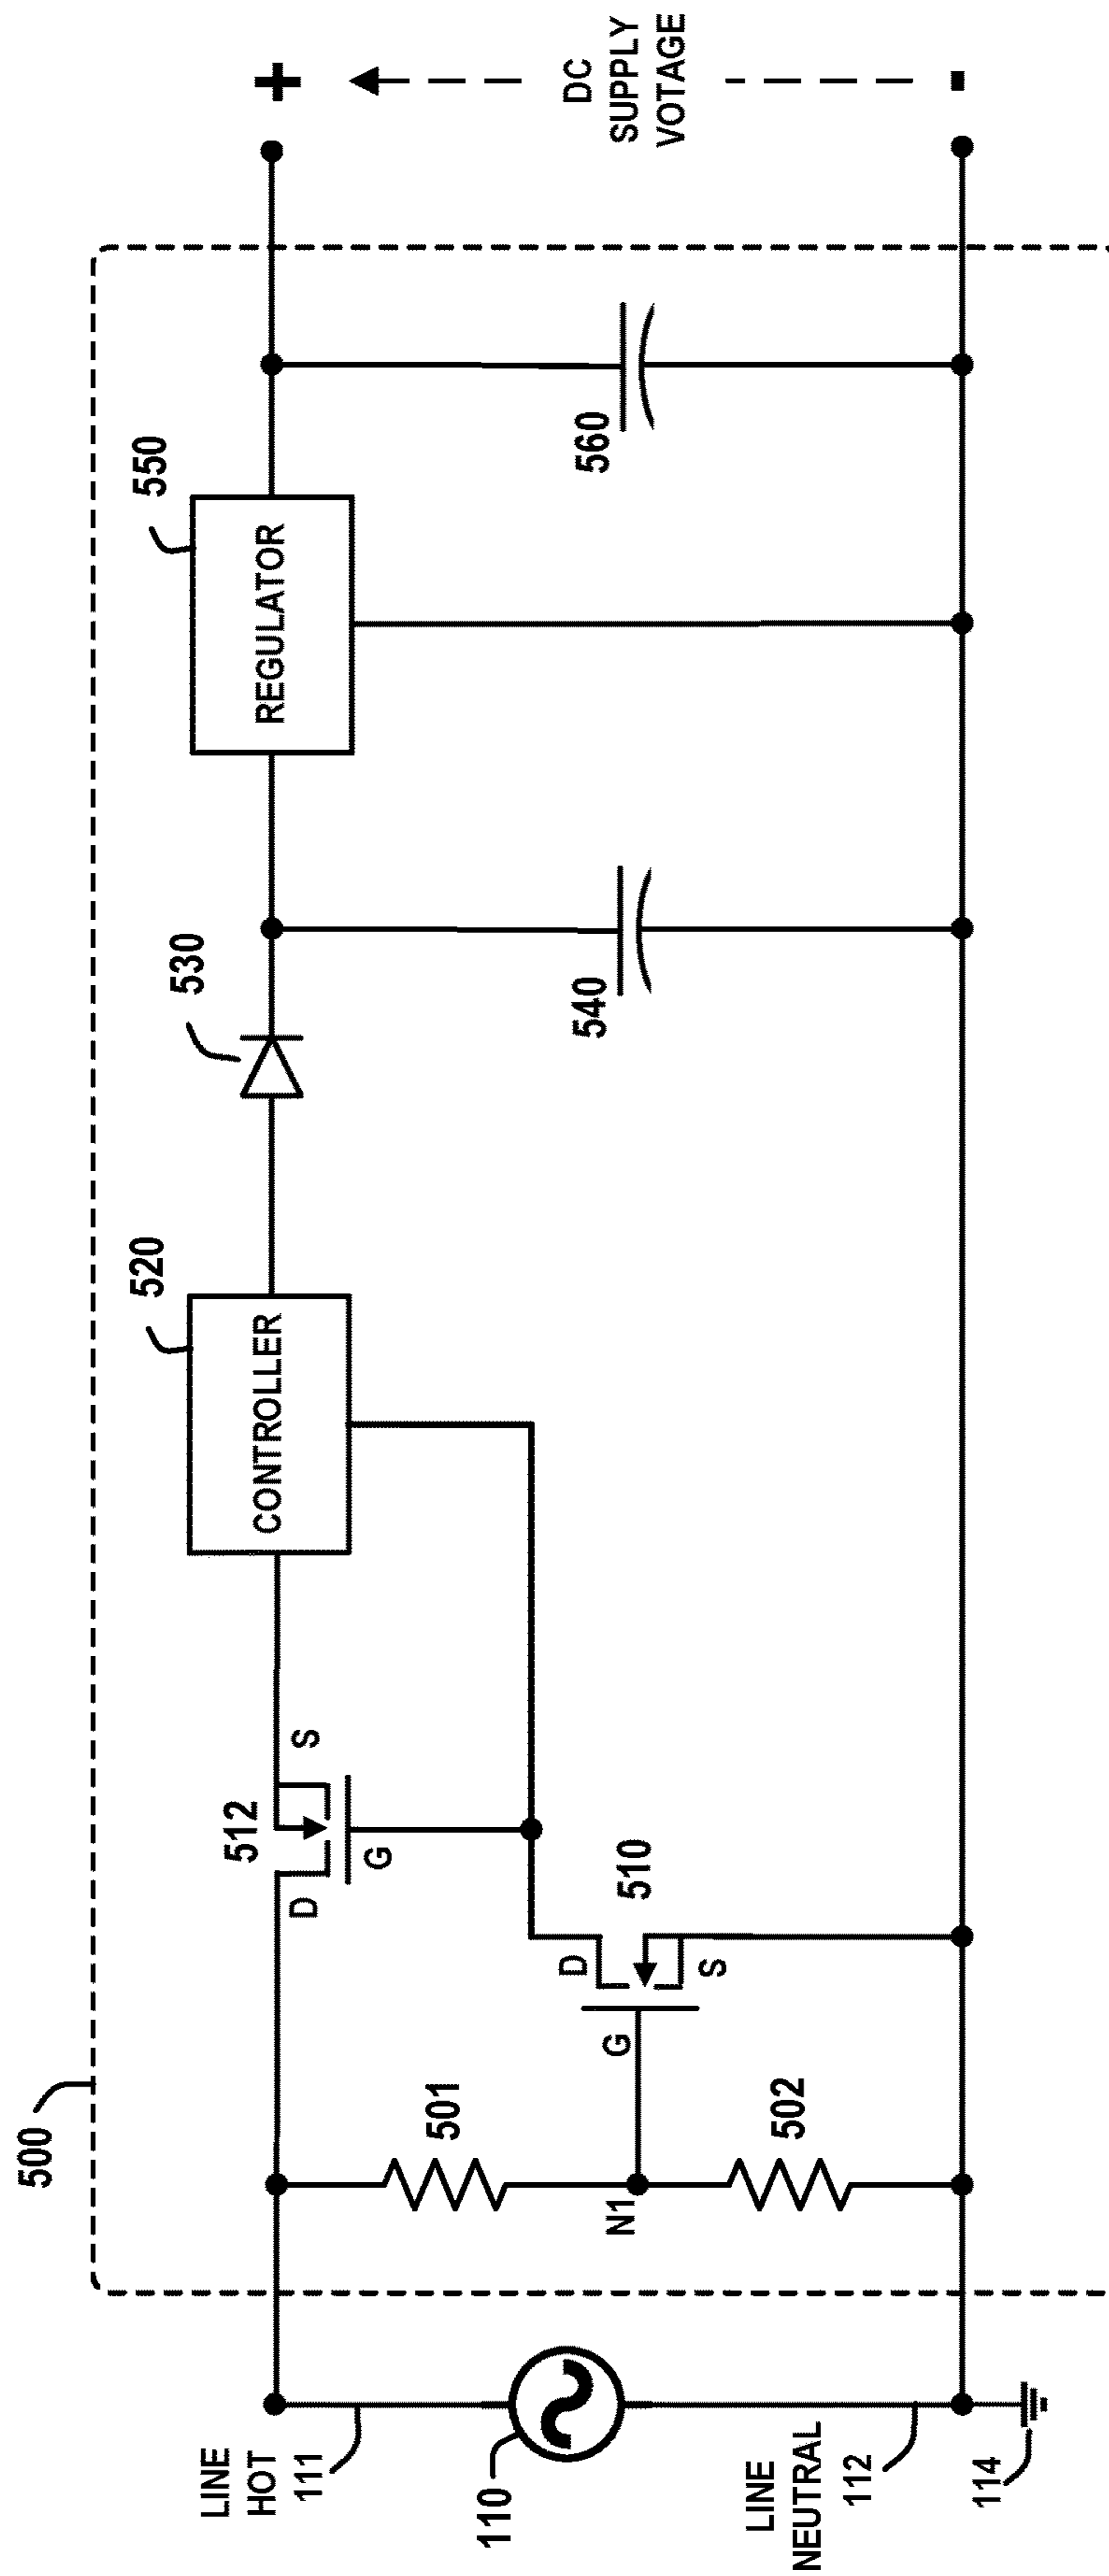 500
550
REGULATOR
530
520
CONTROLLER
512
D
S
G
510
D
G
S
501
N1
502
540
560
LINE
HOT
111
110
LINE
NEUTRAL
112
114
+
DC
SUPPLY
VOTAGE
-